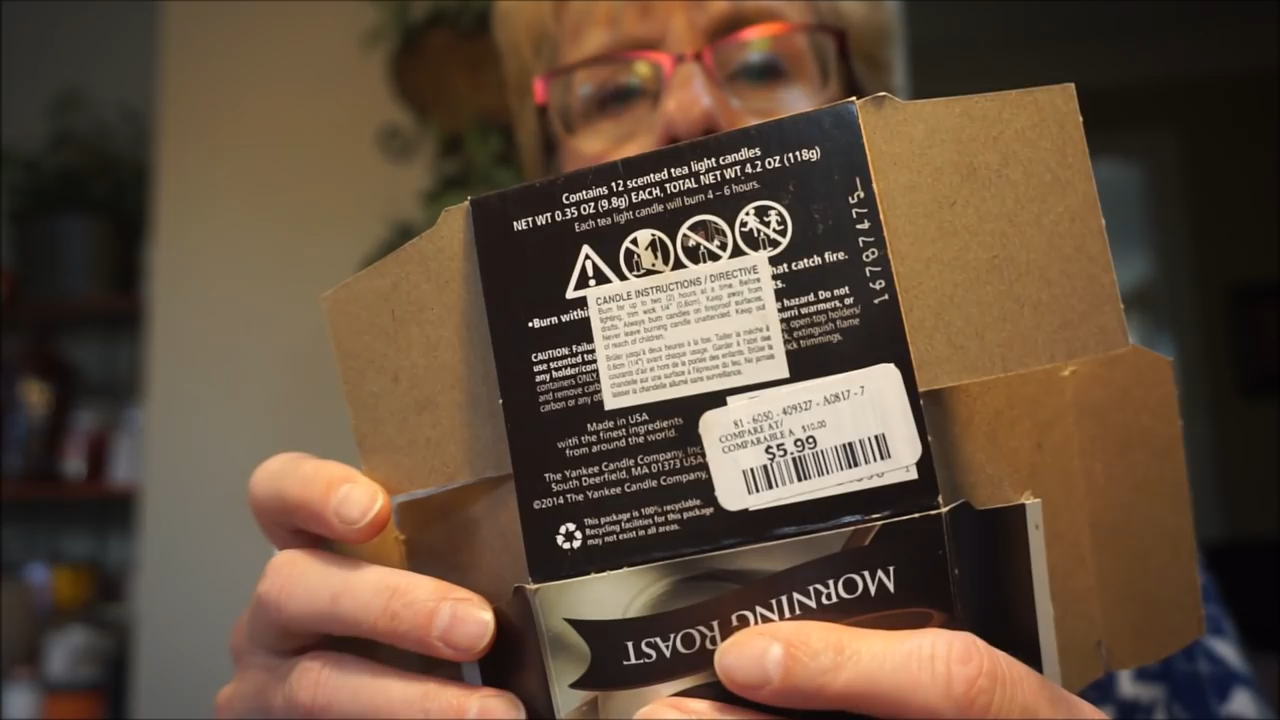 Contains 12 scented tea light candles
NET WT 0.35 OZ (9.8g) EACH, TOTAL NET WT 4.2 OZ (118g)
Each tea light candle will burn 4 – 6 hours.
16787475
hat catch fire.
•Burn withi
ts.
CANDLE INSTRUCTIONS / DIRECTIVE
Burn for up to two (2) hours at a time. Before
lighting, trim wick 1/4" (0.6cm). Keep away from
drafts. Always burn candles on fireproof surfaces.
Never leave burning candle unattended. Keep out
of reach of children.
Brûler jusqu'à deux heures à la fois. Tailler la mèche à
0.6cm (1/4") avant chaque usage. Garder à l'abri des
courants d'air et hors de la portée des enfants. Brûler la
chandelle sur une surface à l'épreuve du feu. Ne jamais
laisser la chandelle allumé sans surveillance.
CAUTION: Failur
use scented tea
any holder/con
containers ONLY.
and remove carb
carbon or any ot
e hazard. Do not
ourri warmers, or
e, open-top holders/
k, extinguish flame
ick trimmings,
Made in USA
with the finest ingredients
from around the world.
The Yankee Candle Company, Inc.
South Deerfield, MA 01373 USA
©2014 The Yankee Candle Company,
This package is 100% recyclable.
Recycling facilities for this package
may not exist in all areas.
81 - 6050 - 409327 - A0817 - 7
COMPARE AT/
COMPARABLE A $10.00
$5.99
MORNING ROAST